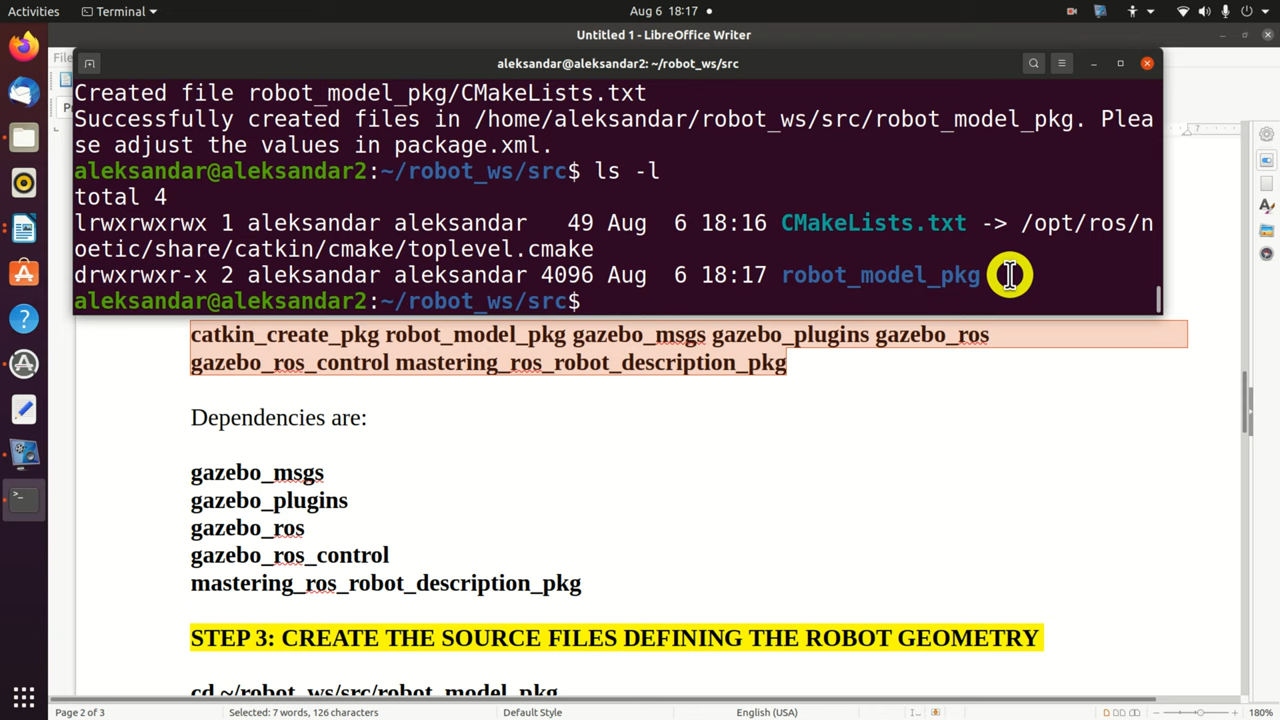 Activities
Terminal
Aug 6 18:17
Untitled 1 - LibreOffice Writer
File
aleksandar@aleksandar2: ~/robot_ws/src
Created file robot_model_pkg/CMakeLists.txt
Successfully created files in /home/aleksandar/robot_ws/src/robot_model_pkg. Plea
se adjust the values in package.xml.
aleksandar@aleksandar2:~/robot_ws/src$ ls -l
total 4
lrwxrwxrwx 1 aleksandar aleksandar 49 Aug 6 18:16 CMakeLists.txt -> /opt/ros/n
oetic/share/catkin/cmake/toplevel.cmake
drwxrwxr-x 2 aleksandar aleksandar 4096 Aug 6 18:17 robot_model_pkg
aleksandar@aleksandar2:~/robot_ws/src$
catkin_create_pkg robot_model_pkg gazebo_msgs gazebo_plugins gazebo_ros
gazebo_ros_control mastering_ros_robot_description_pkg
Dependencies are:
gazebo_msgs
gazebo_plugins
gazebo_ros
gazebo_ros_control
mastering_ros_robot_description_pkg
STEP 3: CREATE THE SOURCE FILES DEFINING THE ROBOT GEOMETRY
cd ~/robot_ws/src/robot_model_pkg
Page 2 of 3
Selected: 7 words, 126 characters
Default Style
English (USA)
180%